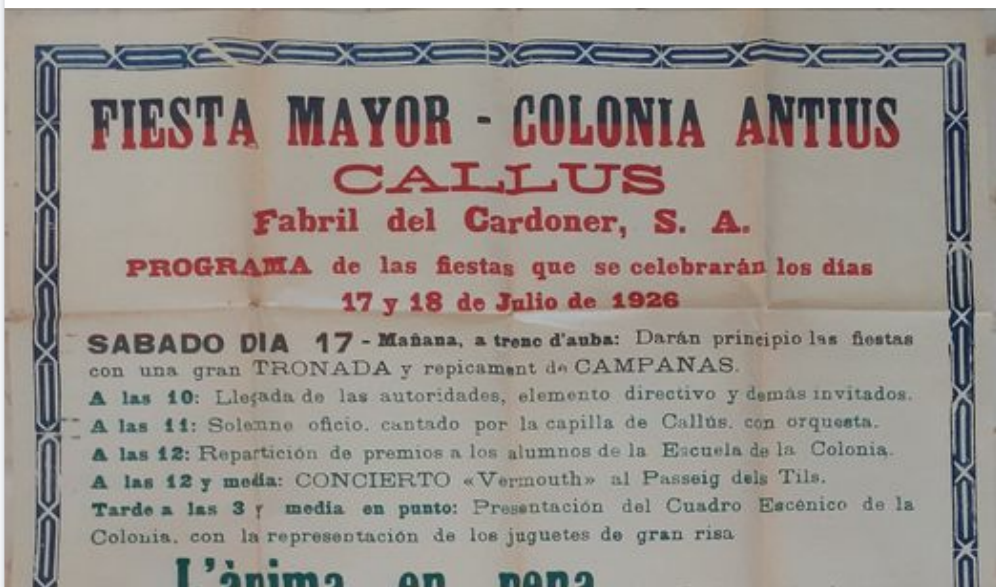 FIESTA MAYOR - COLONIA ANTIUS
CALLUS
Fabril del Cardoner, S. A.
PROGRAMA de las fiestas que se celebrarán los días
17 y 18 de Julio de 1926
SABADO DIA 17 - Mañana, a trenc d'auba: Darán principio las fiestas
con una gran TRONADA y repicament de CAMPANAS.
A las 10: Llegada de las autoridades, elemento directivo y demás invitados.
A las 11: Solemne oficio, cantado por la capilla de Callús, con orquesta.
A las 12: Repartición de premios a los alumnos de la Escuela de la Colonia.
A las 12 y media: CONCIERTO «Vermouth» al Passeig dels Tils.
Tarde a las 3 y media en punto: Presentación del Cuadro Escénico de la
Colonia, con la representación de los juguetes de gran risa
L'ànima en pena